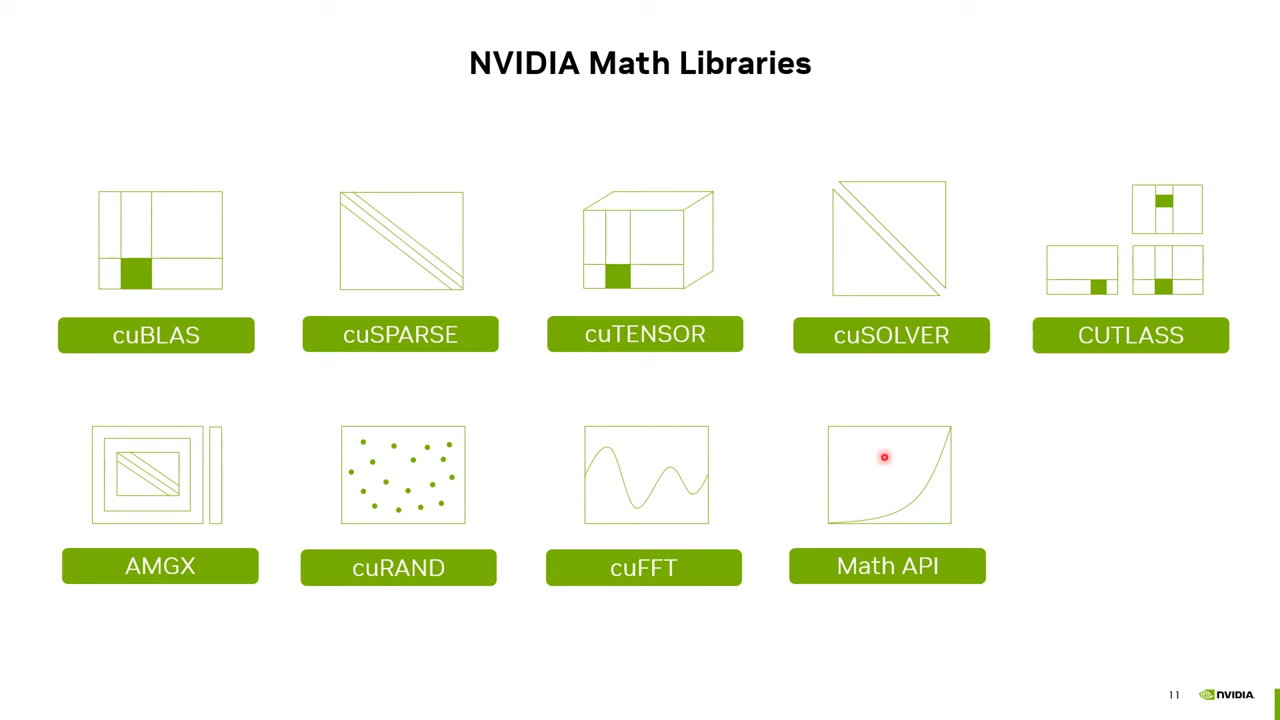 NVIDIA Math Libraries
cuBLAS
cuSPARSE
cuTENSOR
cuSOLVER
CUTLASS
AMGX
cuRAND
cuFFT
Math API
11
NVIDIA.